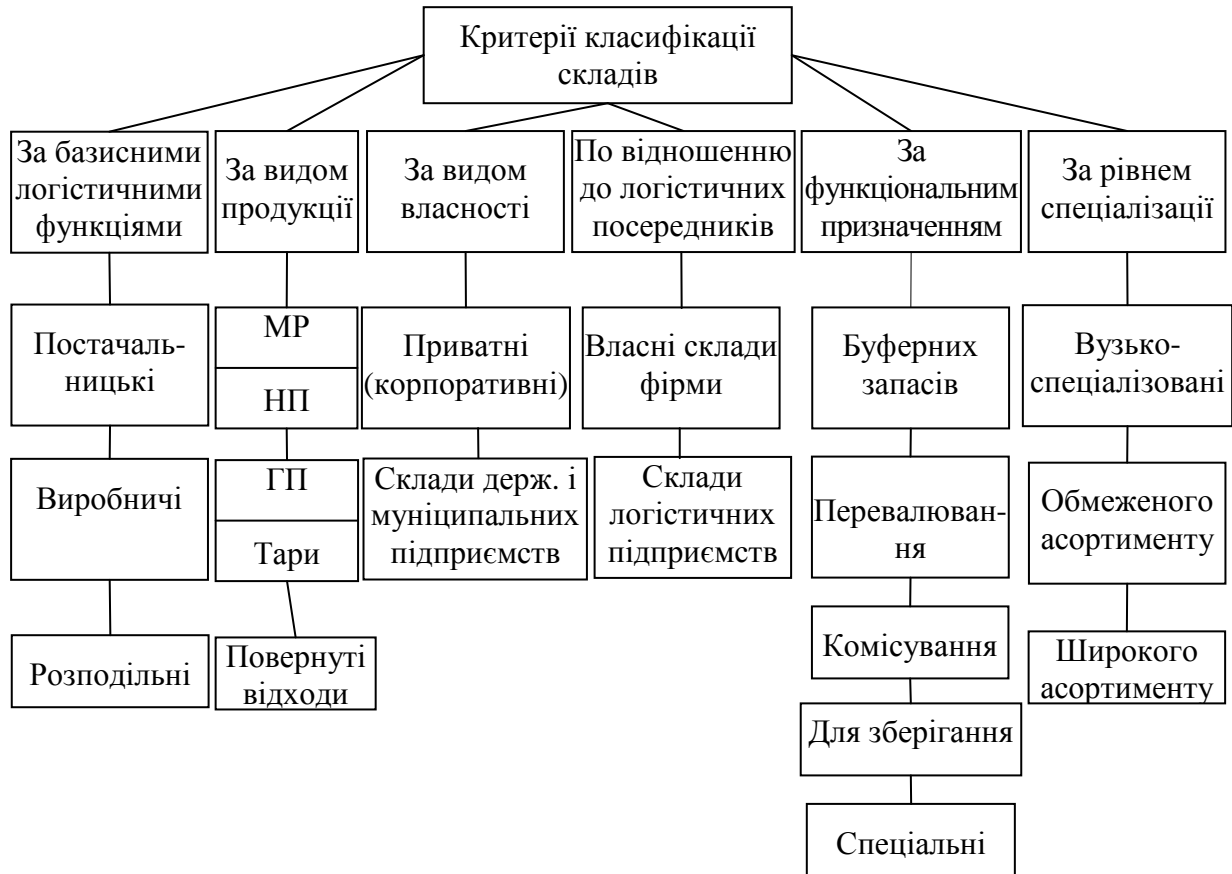 Критерії класифікації
складів
За базисними
логістичними
функціями
За видом
продукції
За видом
власності
По відношенню
до логістичних
посередників
За
функціональним
призначенням
За рівнем
спеціалізації
Постачаль-
ницькі
МР
НП
Приватні
(корпоративні)
Власні склади
фірми
Буферних
запасів
Вузько-
спеціалізовані
Виробничі
ГП
Тари
Склади держ. і
муніципальних
підприємств
Склади
логістичних
підприємств
Перевалюван-
ня
Обмеженого
асортименту
Розподільні
Повернуті
відходи
Комісування
Широкого
асортименту
Для зберігання
Спеціальні